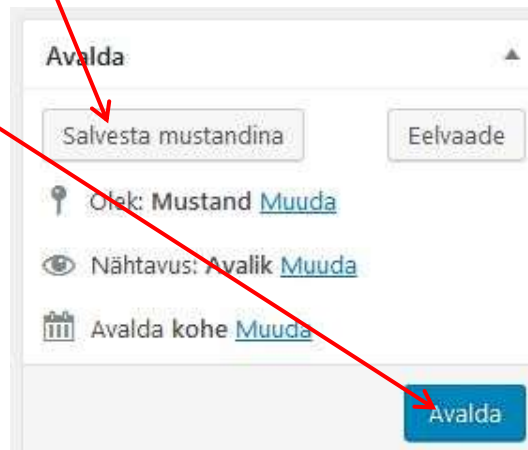 Avalda
Salvesta mustandina Eelvaade
Olek: Mustand Muuda
Nähtavus: Avalik Muuda
Avalda kohe Muuda
Avalda